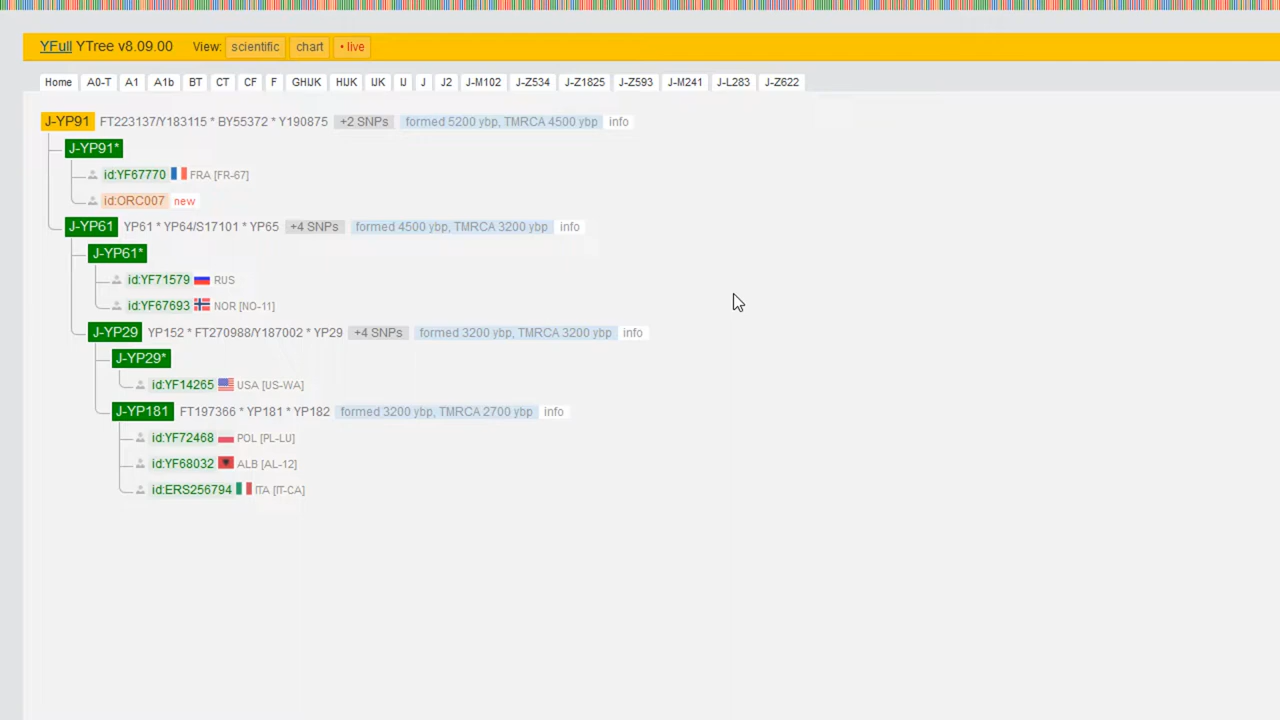 YFull YTree v8.09.00 View: scientific chart • live
Home A0-T A1 A1b BT CT CF F GHIJK HIJK IJK IJ J J2 J-M102 J-Z534 J-Z1825 J-Z593 J-M241 J-L283 J-Z622
J-YP91 FT223137/Y183115 * BY55372 * Y190875 +2 SNPs formed 5200 ybp, TMRCA 4500 ybp info
J-YP91*
id:YF67770 FRA [FR-67]
id:ORC007 new
J-YP61 YP61 * YP64/S17101 * YP65 +4 SNPs formed 4500 ybp, TMRCA 3200 ybp info
J-YP61*
id:YF71579 RUS
id:YF67693 NOR [NO-11]
J-YP29 YP152 * FT270988/Y187002 * YP29 +4 SNPs formed 3200 ybp, TMRCA 3200 ybp info
J-YP29*
id:YF14265 USA [US-WA]
J-YP181 FT197366 * YP181 * YP182 formed 3200 ybp, TMRCA 2700 ybp info
id:YF72468 POL [PL-LU]
id:YF68032 ALB [AL-12]
id:ERS256794 ITA [IT-CA]